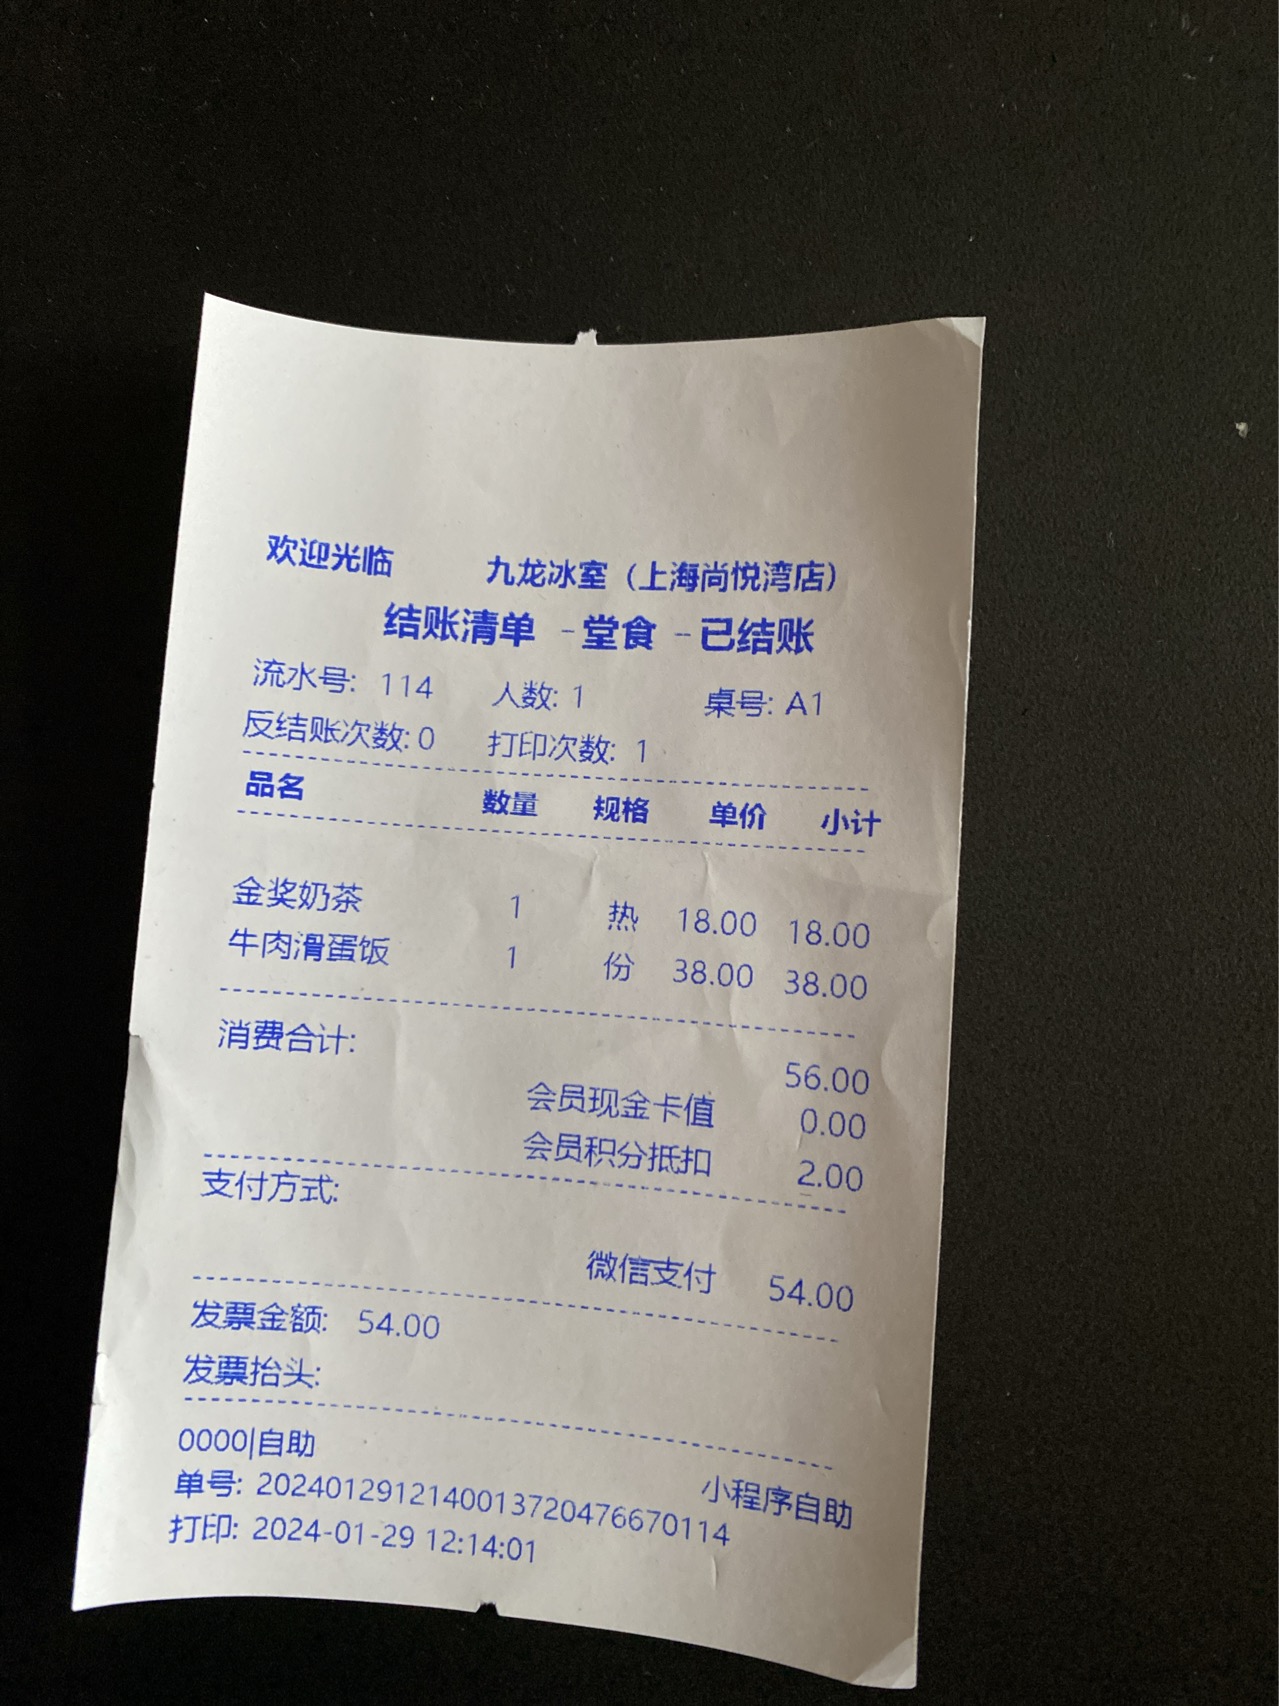 欢迎光临 九龙冰室（上海尚悦湾店）
结账清单 -堂食 -已结账
流水号: 114 人数: 1 桌号: A1
反结账次数: 0 打印次数: 1
品名 数量 规格 单价 小计
金奖奶茶 1 热 18.00 18.00
牛肉滑蛋饭 1 份 38.00 38.00
消费合计: 56.00
会员现金卡值 0.00
会员积分抵扣 2.00
支付方式:
微信支付 54.00
发票金额: 54.00
发票抬头:
0000|自助 小程序自助
单号: 202401291214001372047667​0114
打印: 2024-01-29 12:14:01